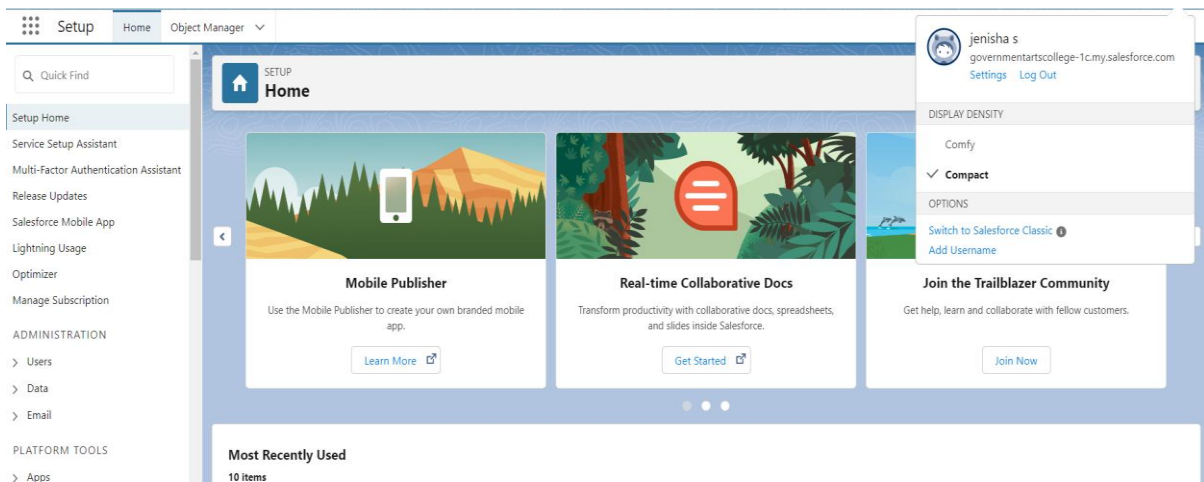 Setup
Home
Object Manager
Quick Find
Setup Home
Service Setup Assistant
Multi-Factor Authentication Assistant
Release Updates
Salesforce Mobile App
Lightning Usage
Optimizer
Manage Subscription
ADMINISTRATION
Users
Data
Email
PLATFORM TOOLS
Apps
SETUP
Home
Mobile Publisher
Use the Mobile Publisher to create your own branded mobile
app.
Learn More
Real-time Collaborative Docs
Transform productivity with collaborative docs, spreadsheets,
and slides inside Salesforce.
Get Started
Join the Trailblazer Community
Get help, learn and collaborate with fellow customers.
Join Now
Most Recently Used
10 items
jenisha s
governmentartscollege-1c.my.salesforce.com
Settings Log Out
DISPLAY DENSITY
Comfy
Compact
OPTIONS
Switch to Salesforce Classic
Add Username